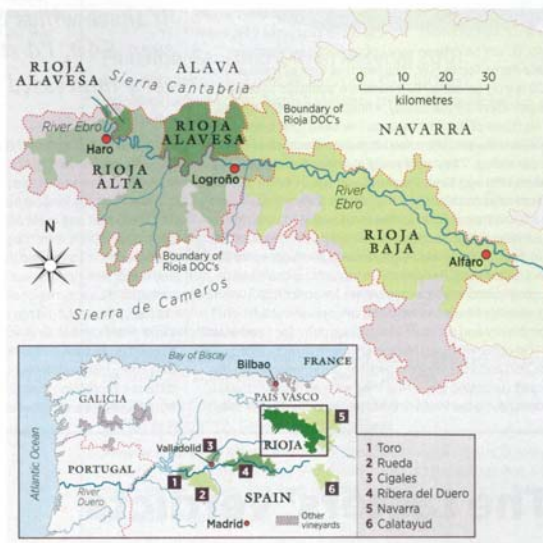 RIOJA
ALAVESA
Sierra Cantabria
ALAVA
0 10 20 30
kilometres
River Ebro
Boundary of
Rioja DOC's
NAVARRA
RIOJA
ALAVESA
Haro
RIOJA
ALTA
Logroño
River
Ebro
RIOJA
BAJA
Alfaro
N
Boundary of
Rioja DOC's
Sierra de Cameros
Bay of Biscay
FRANCE
Bilbao
PAIS VASCO
GALICIA
5
RIOJA
Valladolid
3
Atlantic Ocean
PORTUGAL
1
2
4
6
River
Duero
SPAIN
Madrid
Other
vineyards
1 Toro
2 Rueda
3 Cigales
4 Ribera del Duero
5 Navarra
6 Calatayud